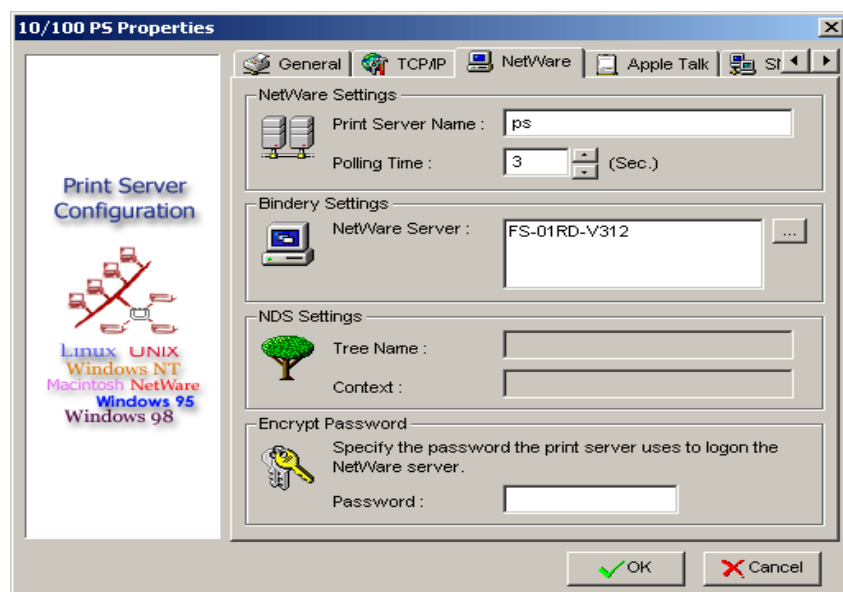 10/100 PS Properties
General
TCP/IP
NetWare
Apple Talk
Print Server
Configuration
Linux UNIX
Windows NT
Macintosh NetWare
Windows 95
Windows 98
NetWare Settings
Print Server Name : ps
Polling Time : 3 (Sec.)
Bindery Settings
NetWare Server : FS-01RD-V312
...
NDS Settings
Tree Name :
Context :
Encrypt Password
Specify the password the print server uses to logon the
NetWare server.
Password :
OK
Cancel